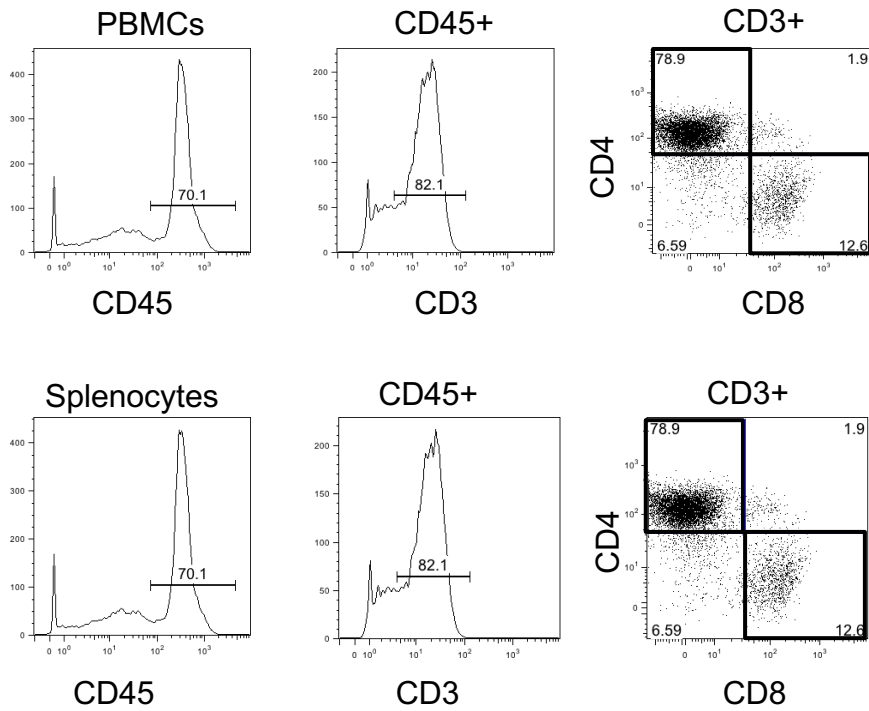 PBMCs
CD45+
CD3+
400
300
200
100
0
70.1
0 10⁰ 10¹ 10² 10³
CD45
200
150
100
50
0
82.1
0 10⁰ 10¹ 10² 10³
CD3
78.9 1.9
10³
10²
10¹
0
CD4
6.59 12.6
0 10¹ 10² 10³
CD8
Splenocytes
CD45+
CD3+
400
300
200
100
0
70.1
0 10⁰ 10¹ 10² 10³
CD45
200
150
100
50
0
82.1
0 10⁰ 10¹ 10² 10³
CD3
78.9 1.9
10³
10²
10¹
0
CD4
6.59 12.6
0 10¹ 10² 10³
CD8